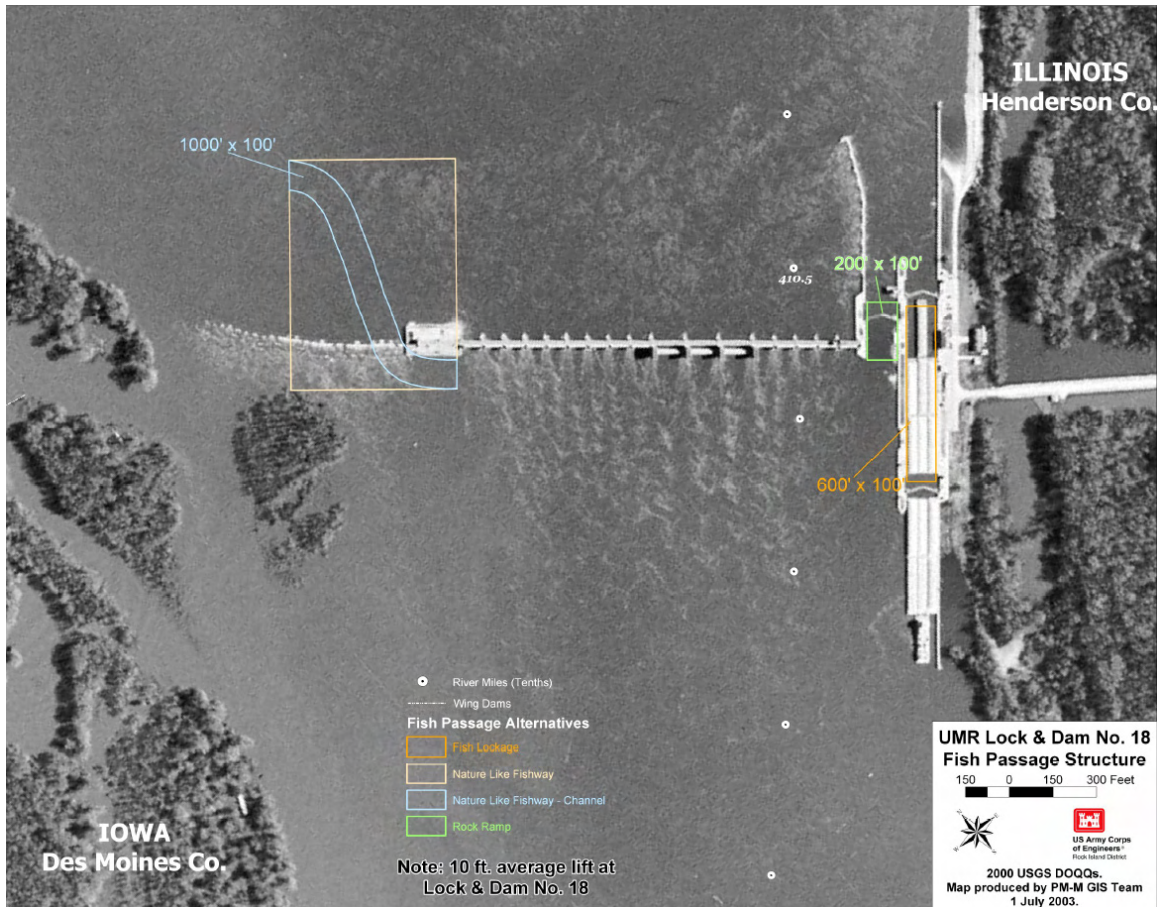 ILLINOIS
Henderson Co.
1000' x 100'
200' x 100'
410.5
600' x 100'
River Miles (Tenths)
Wing Dams
Fish Passage Alternatives
Fish Lockage
Nature Like Fishway
Nature Like Fishway - Channel
Rock Ramp
Note: 10 ft. average lift at
Lock & Dam No. 18
IOWA
Des Moines Co.
UMR Lock & Dam No. 18
Fish Passage Structure
150 0 150 300 Feet
US Army Corps
of Engineers®
Rock Island District
2000 USGS DOQQs.
Map produced by PM-M GIS Team
1 July 2003.